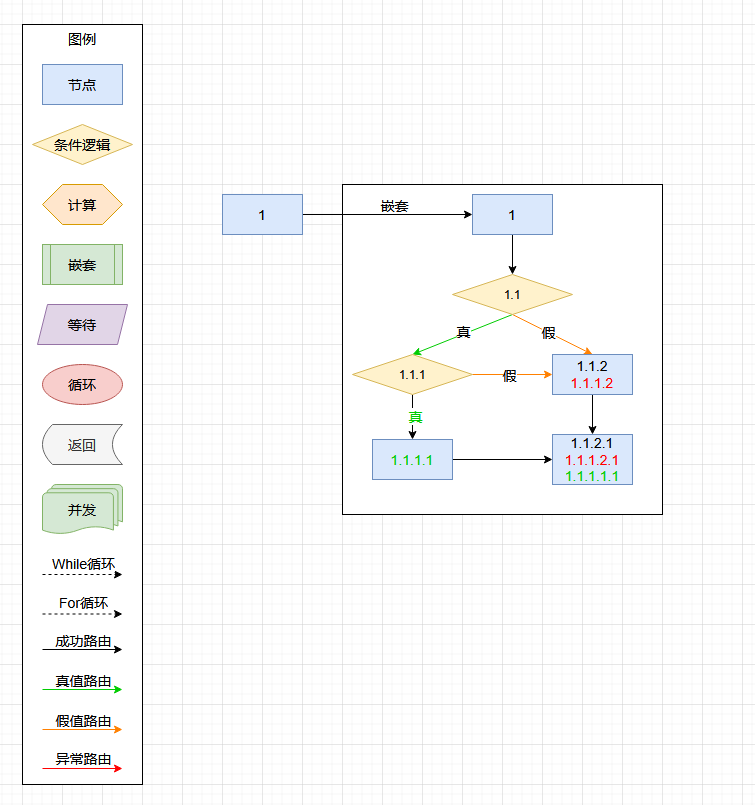 图例
节点
条件逻辑
计算
嵌套
等待
循环
返回
并发
While循环
For循环
成功路由
真值路由
假值路由
异常路由
1
嵌套
1
1.1
真
假
1.1.1
假
1.1.2
1.1.1.2
真
1.1.1.1
1.1.2.1
1.1.1.2.1
1.1.1.1.1